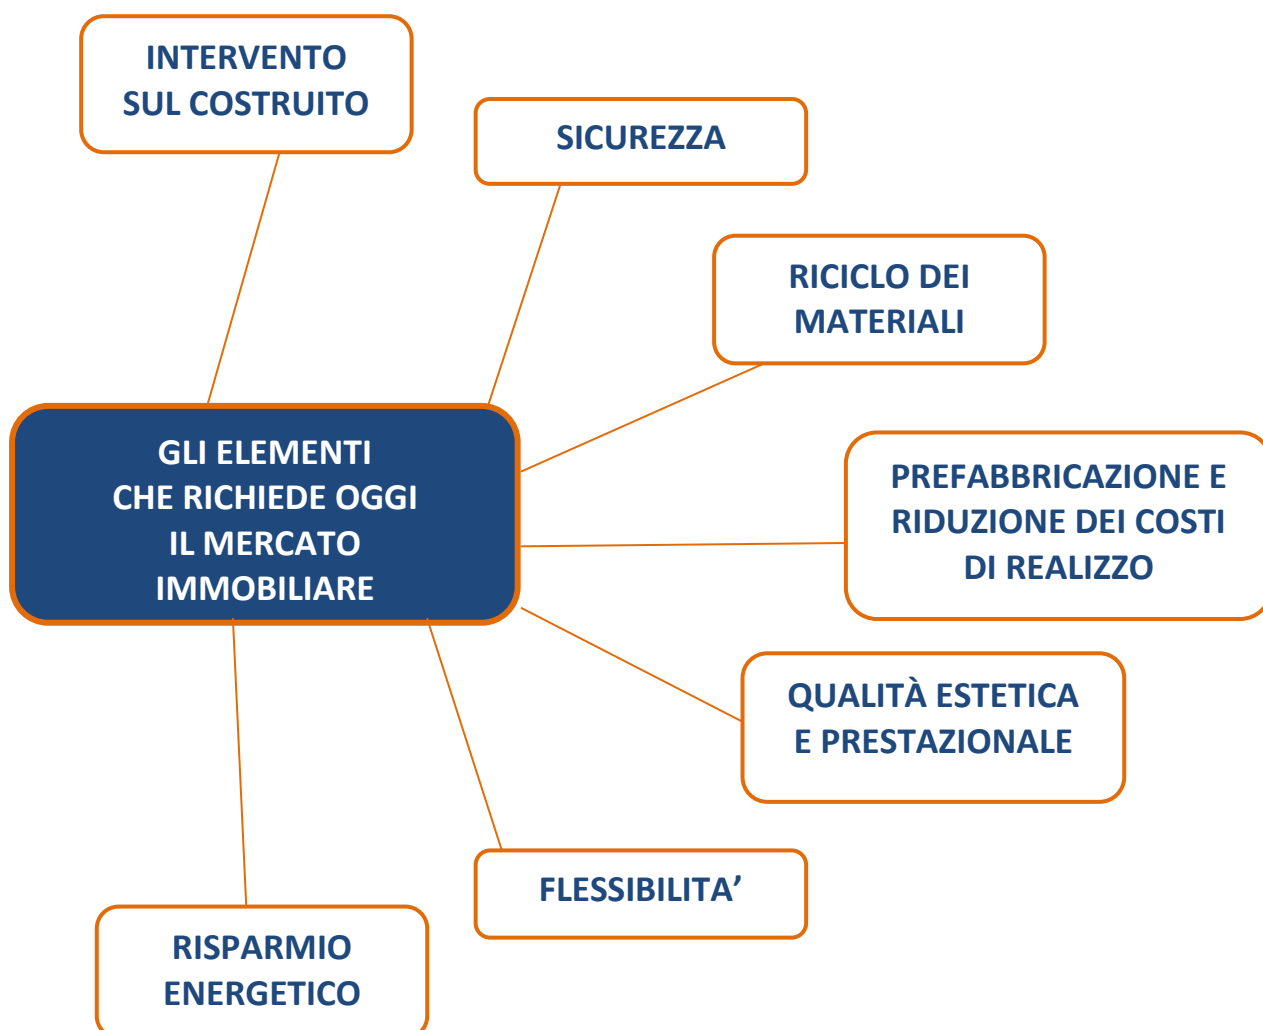 INTERVENTO
SUL COSTRUITO
SICUREZZA
RICICLO DEI
MATERIALI
GLI ELEMENTI
CHE RICHIEDE OGGI
IL MERCATO
IMMOBILIARE
PREFABBRICAZIONE E
RIDUZIONE DEI COSTI
DI REALIZZO
QUALITÀ ESTETICA
E PRESTAZIONALE
FLESSIBILITA’
RISPARMIO
ENERGETICO